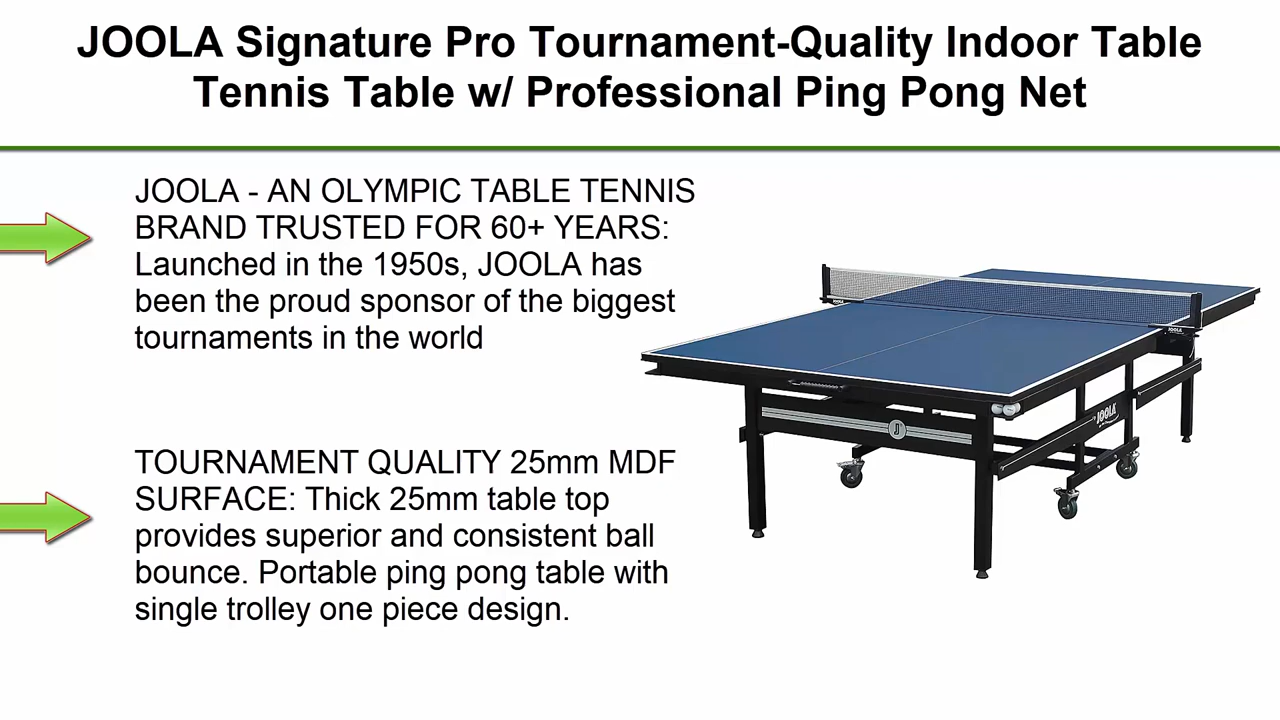 JOOLA Signature Pro Tournament-Quality Indoor Table
Tennis Table w/ Professional Ping Pong Net
JOOLA - AN OLYMPIC TABLE TENNIS
BRAND TRUSTED FOR 60+ YEARS:
Launched in the 1950s, JOOLA has
been the proud sponsor of the biggest
tournaments in the world
TOURNAMENT QUALITY 25mm MDF
SURFACE: Thick 25mm table top
provides superior and consistent ball
bounce. Portable ping pong table with
single trolley one piece design.
JOOLA
JOOLA
J
JOOLA